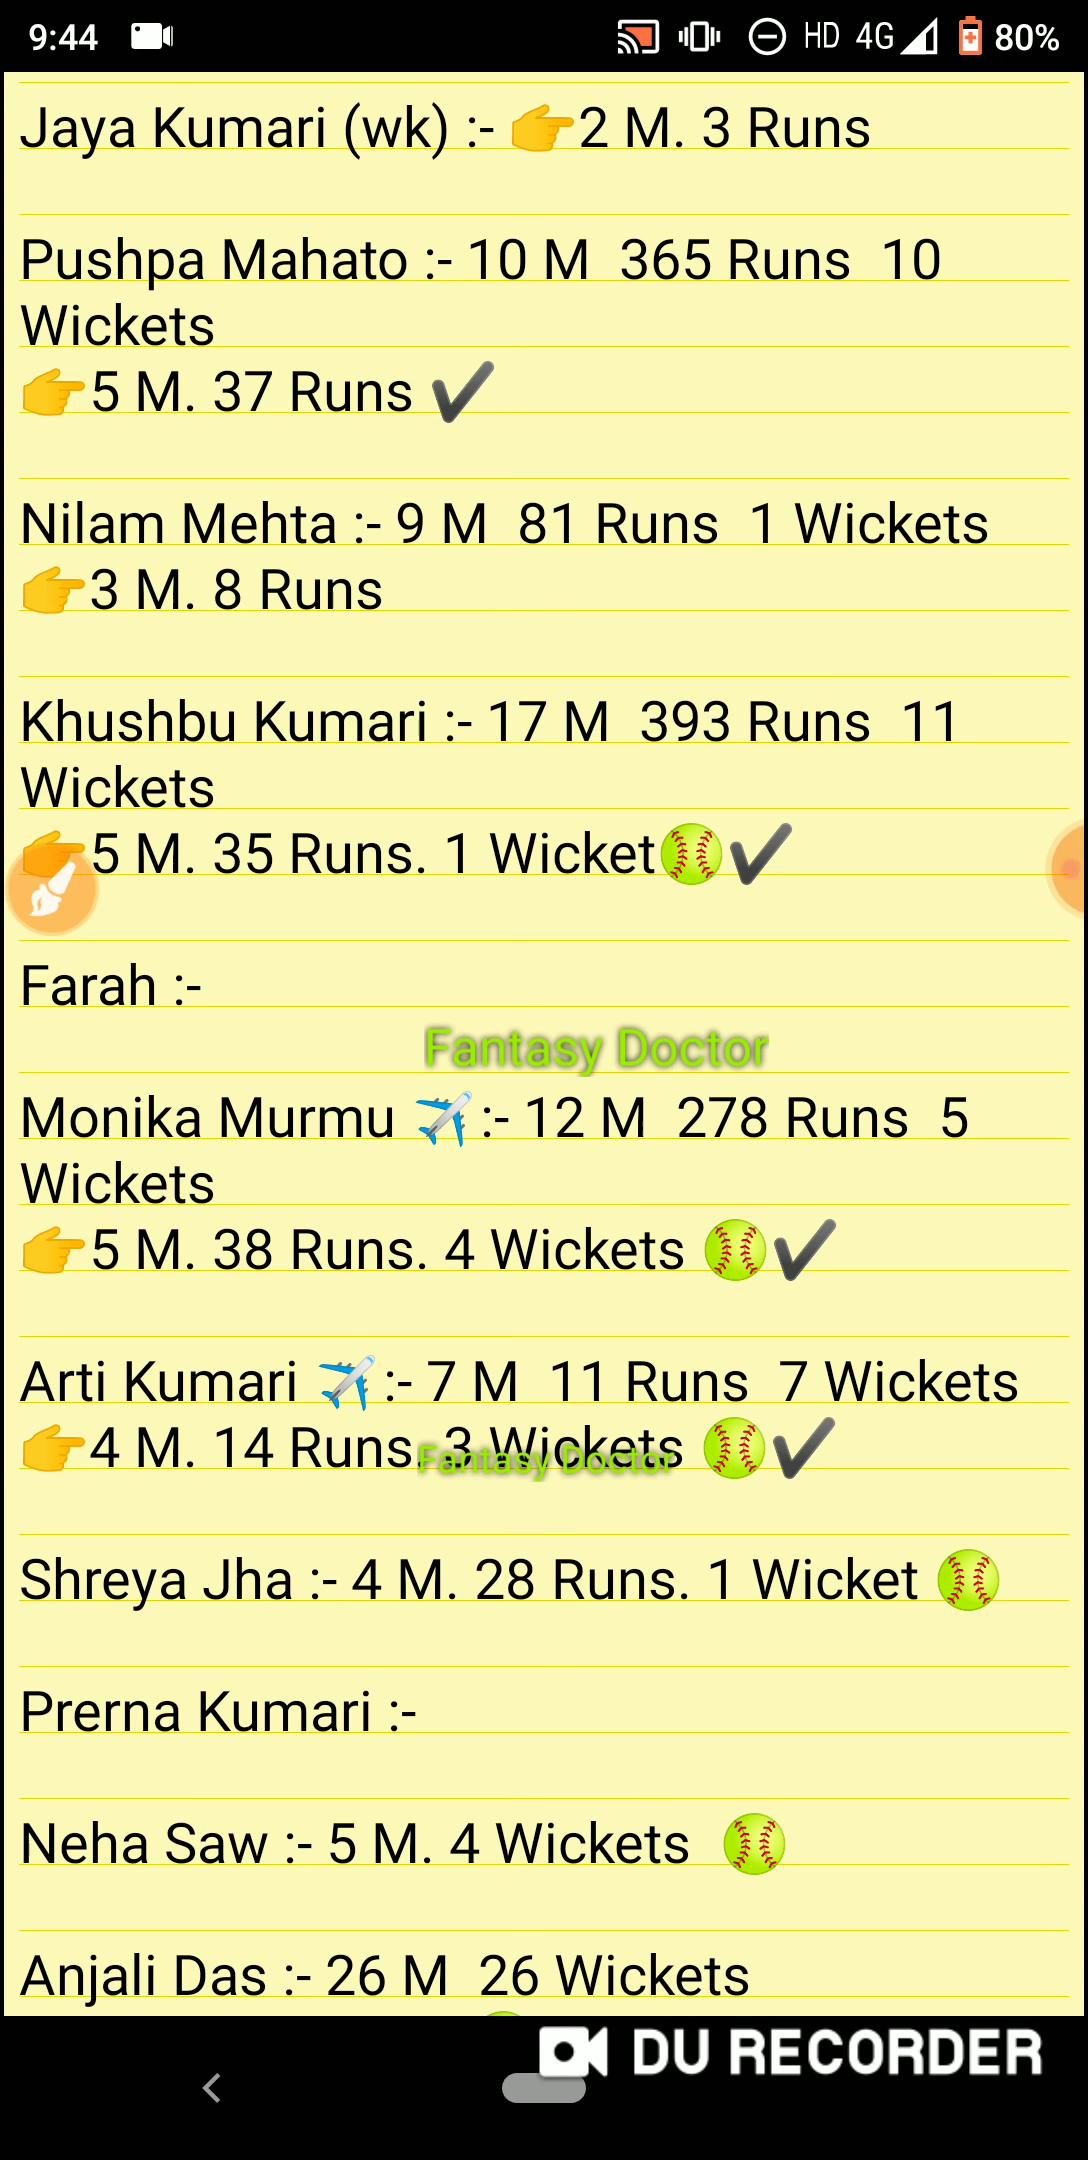 9:44 HD 4G 80%
Jaya Kumari (wk) :- 👉2 M. 3 Runs
Pushpa Mahato :- 10 M  365 Runs  10
Wickets
👉5 M. 37 Runs ✔
Nilam Mehta :- 9 M  81 Runs  1 Wickets
👉3 M. 8 Runs
Khushbu Kumari :- 17 M  393 Runs  11
Wickets
👉5 M. 35 Runs. 1 Wicket🥎✔
Farah :-
Fantasy Doctor
Monika Murmu ✈:- 12 M  278 Runs  5
Wickets
👉5 M. 38 Runs. 4 Wickets 🥎✔
Arti Kumari ✈:- 7 M  11 Runs  7 Wickets
👉4 M. 14 Runs. 3 Wickets 🥎✔
Fantasy Doctor
Shreya Jha :- 4 M. 28 Runs. 1 Wicket 🥎
Prerna Kumari :-
Neha Saw :- 5 M. 4 Wickets  🥎
Anjali Das :- 26 M  26 Wickets
DU RECORDER